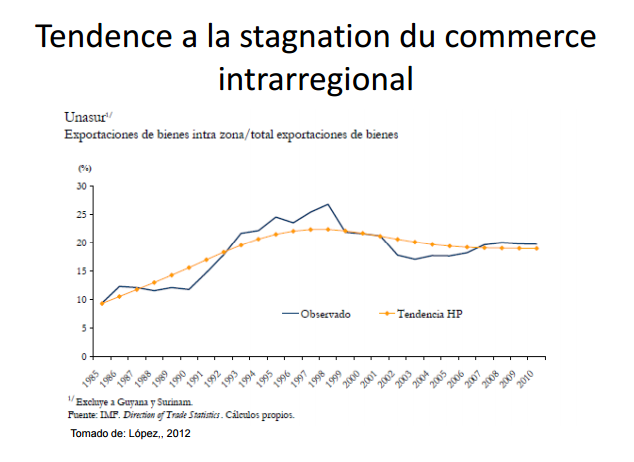 Tendence a la stagnation du commerce
intrarregional
Unasur1/
Exportaciones de bienes intra zona/total exportaciones de bienes
(%)
30
25
20
15
10
5
0
Observado
Tendencia HP
1985 1986 1987 1988 1989 1990 1991 1992 1993 1994 1995 1996 1997 1998 1999 2000 2001 2002 2003 2004 2005 2006 2007 2008 2009 2010
1/ Excluye a Guyana y Surinam.
Fuente: IMF. Direction of Trade Statistics. Cálculos propios.
Tomado de: López,, 2012